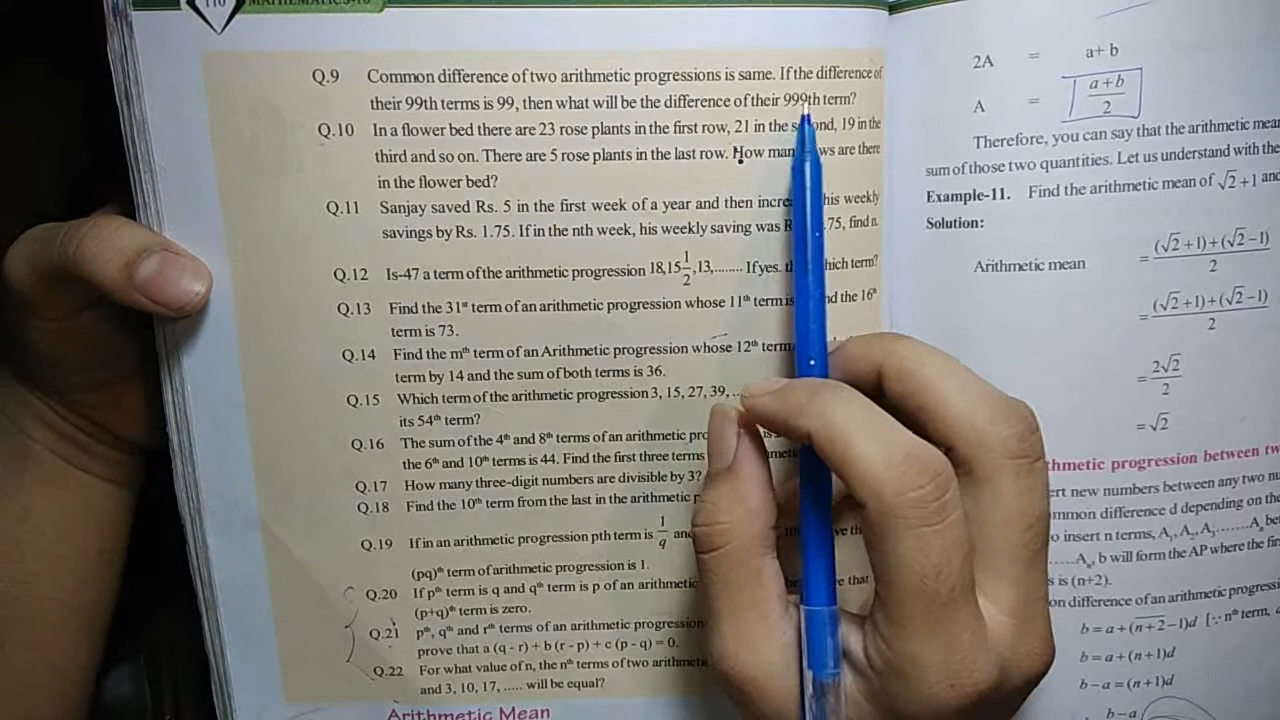 110 MATHEMATICS-10
Q.9 Common difference of two arithmetic progressions is same. If the difference of
their 99th terms is 99, then what will be the difference of their 999th term?
Q.10 In a flower bed there are 23 rose plants in the first row, 21 in the second, 19 in the
third and so on. There are 5 rose plants in the last row. How many rows are there
in the flower bed?
Q.11 Sanjay saved Rs. 5 in the first week of a year and then his weekly
savings by Rs. 1.75. If in the nth week, his weekly saving was .75, find n.
Q.12 Is-47 a term of the arithmetic progression 18,15 1/2 ,13,........ If yes. which term?
Q.13 Find the 31st term of an arithmetic progression whose 11th term is the 16th
term is 73.
Q.14 Find the mth term of an Arithmetic progression whose 12th term
term by 14 and the sum of both terms is 36.
Q.15 Which term of the arithmetic progression 3, 15, 27, 39,
its 54th term?
Q.16 The sum of the 4th and 8th terms of an arithmetic
the 6th and 10th terms is 44. Find the first three terms
Q.17 How many three-digit numbers are divisible by 3?
Q.18 Find the 10th term from the last in the arithmetic
Q.19 If in an arithmetic progression pth term is 1/q and
(pq)th term of arithmetic progression is 1.
Q.20 If pth term is q and qth term is p of an arithmetic that
(p+q)th term is zero.
Q.21 pth, qth and rth terms of an arithmetic progression
prove that a (q - r) + b (r - p) + c (p - q) = 0.
Q.22 For what value of n, the nth terms of two arithmetic
and 3, 10, 17, ..... will be equal?
Arithmetic Mean
2A = a+ b
A = a+b/2
Therefore, you can say that the arithmetic mean
sum of those two quantities. Let us understand with the
Example-11. Find the arithmetic mean of √2 + 1 and
Solution:
Arithmetic mean = (√2+1)+(√2-1)/2
= (√2+1)+(√2-1)/2
= 2√2/2
= √2
progression between
new numbers between any two
difference d depending on the
to insert n terms, A₁, A₂, A₃.......Aₙ
.....Aₙ, b will form the AP where the
is (n+2).
difference of an arithmetic
b = a + (n+2-1)d [∵ nth term,
b = a + (n+1)d
b-a = (n+1)d
b-a